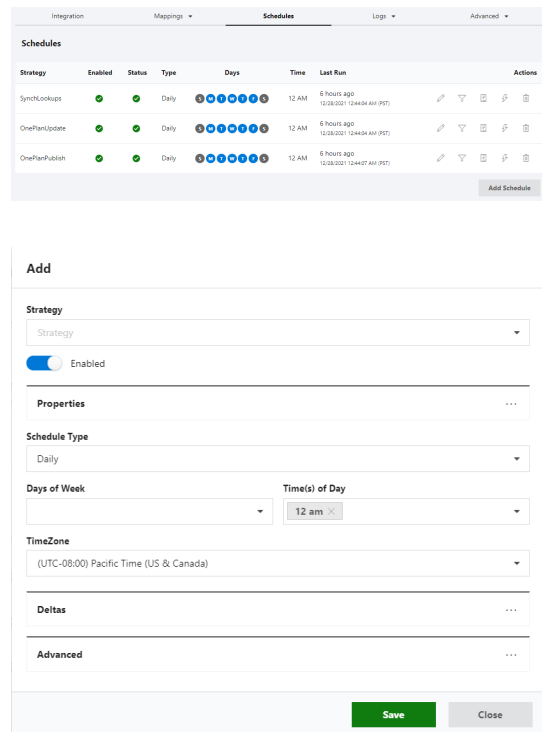 Integration Mappings Schedules Logs Advanced
Schedules
Strategy Enabled Status Type Days Time Last Run Actions
SynchLookups Daily S M T W T F S 12 AM 6 hours ago
12/28/2021 12:44:04 AM (PST)
OnePlanUpdate Daily S M T W T F S 12 AM 6 hours ago
12/28/2021 12:44:04 AM (PST)
OnePlanPublish Daily S M T W T F S 12 AM 6 hours ago
12/28/2021 12:44:07 AM (PST)
Add Schedule
Add
Strategy
Strategy
Enabled
Properties ...
Schedule Type
Daily
Days of Week Time(s) of Day
12 am ×
TimeZone
(UTC-08:00) Pacific Time (US & Canada)
Deltas ...
Advanced ...
Save Close